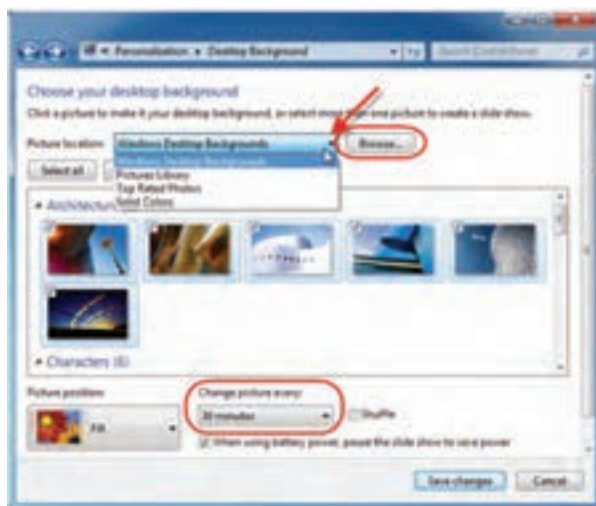 « Personalization ▸ Desktop Background
Search Control Panel
Choose your desktop background
Click a picture to make it your desktop background, or select more than one picture to create a slide show.
Picture location: Windows Desktop Backgrounds Browse...
Windows Desktop Backgrounds
Pictures Library
Top Rated Photos
Solid Colors
Select all
Architecture
Characters (6)
Picture position:
Change picture every:
Fill
30 minutes
Shuffle
When using battery power, pause the slide show to save power
Save changes
Cancel